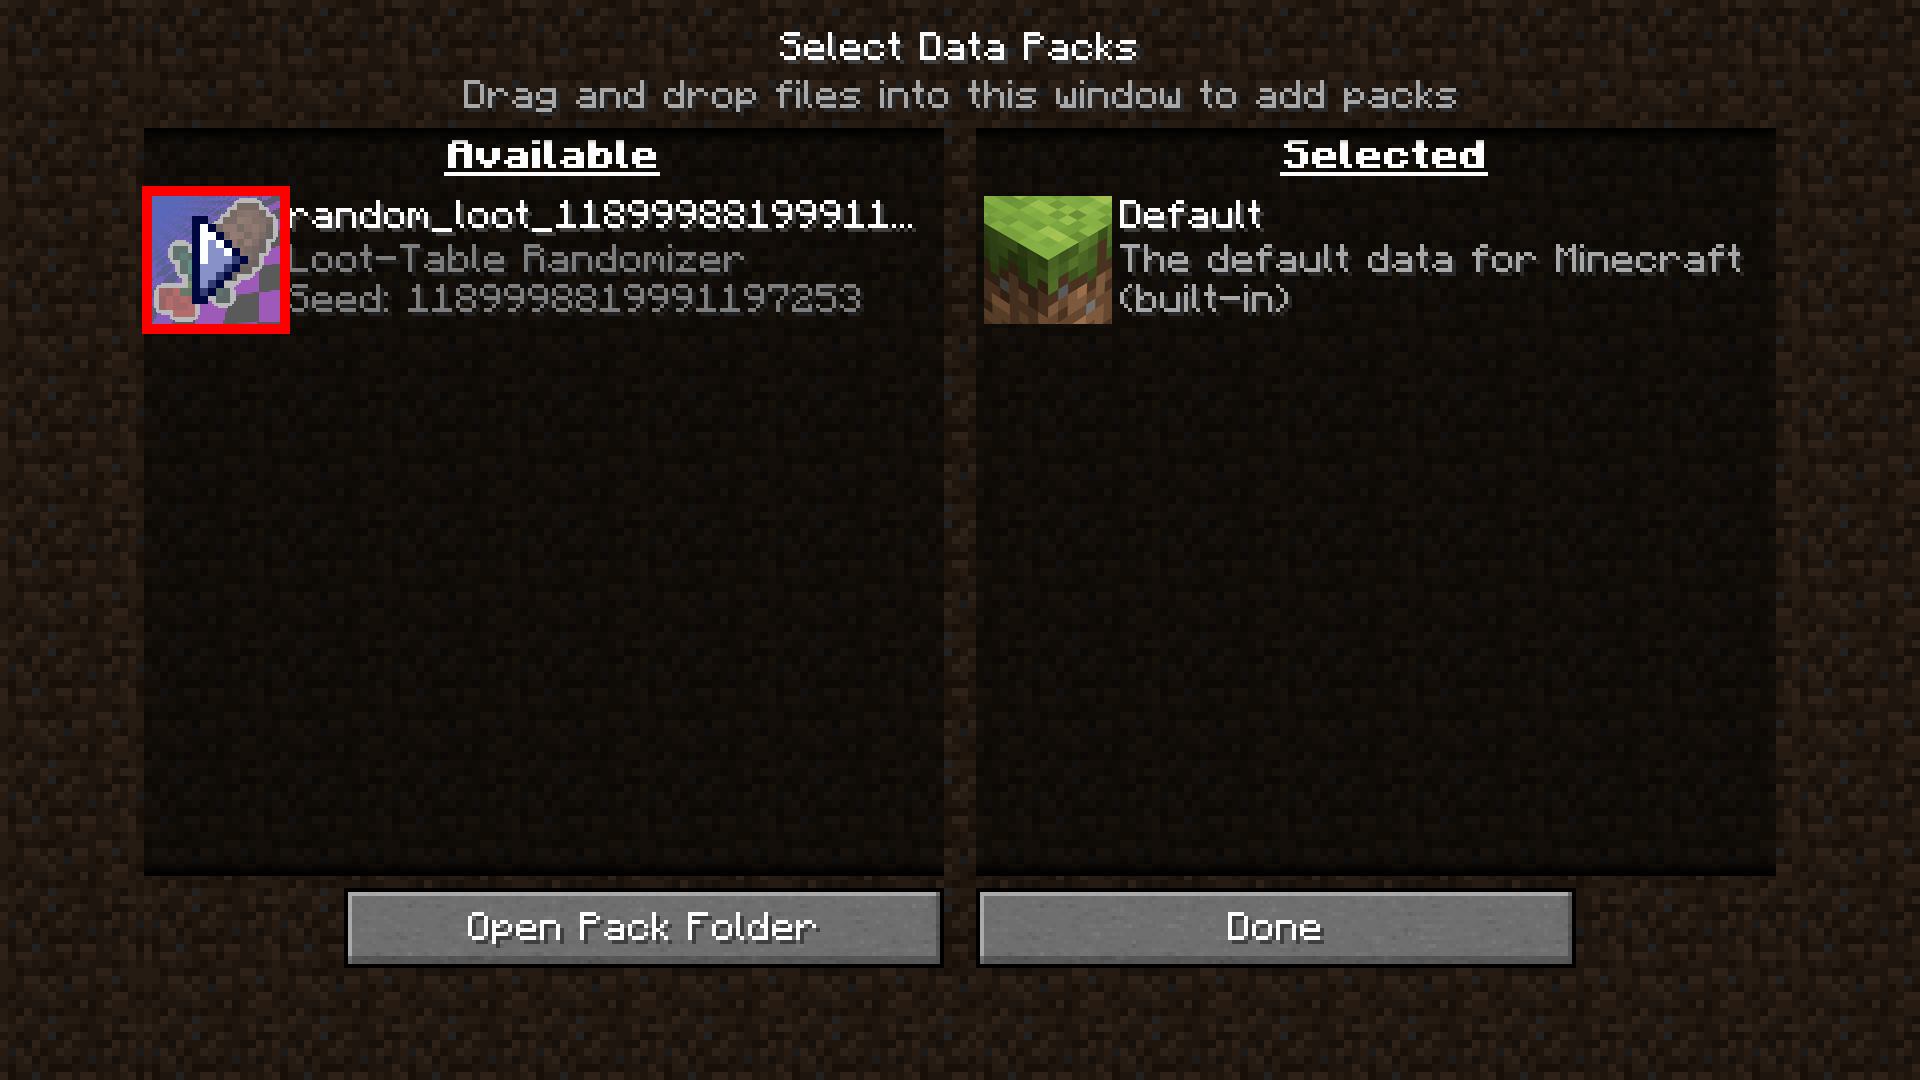 Select Data Packs
Drag and drop files into this window to add packs
Available
random_loot_11899988199911...
Loot-Table Randomizer
Seed: 1189998819991197253
Selected
Default
The default data for Minecraft
(built-in)
Open Pack Folder
Done